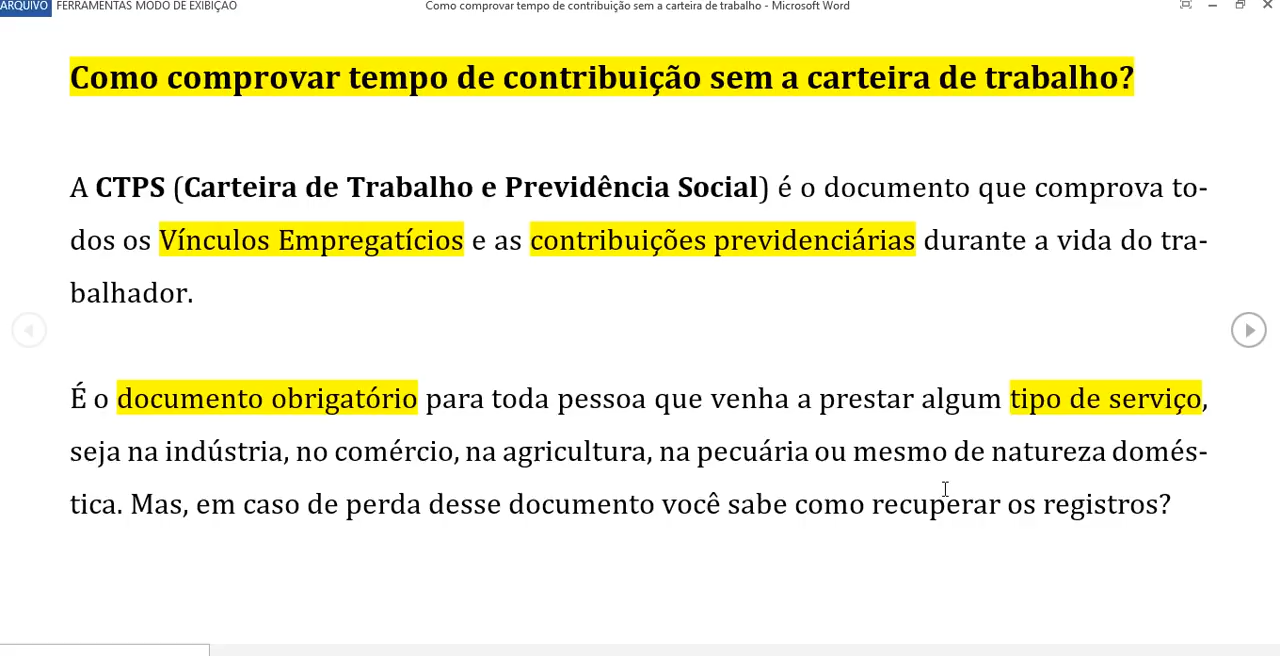 ARQUIVO FERRAMENTAS MODO DE EXIBIÇÃO Como comprovar tempo de contribuição sem a carteira de trabalho - Microsoft Word
Como comprovar tempo de contribuição sem a carteira de trabalho?
A CTPS (Carteira de Trabalho e Previdência Social) é o documento que comprova to-
dos os Vínculos Empregatícios e as contribuições previdenciárias durante a vida do tra-
balhador.
É o documento obrigatório para toda pessoa que venha a prestar algum tipo de serviço,
seja na indústria, no comércio, na agricultura, na pecuária ou mesmo de natureza domés-
tica. Mas, em caso de perda desse documento você sabe como recuperar os registros?